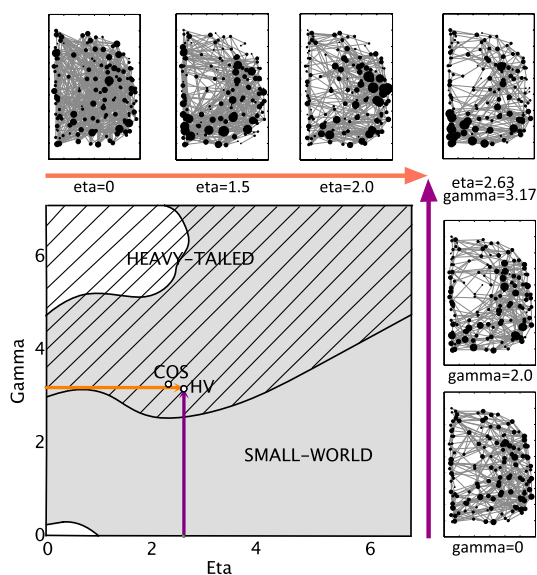 eta=0
eta=1.5
eta=2.0
eta=2.63
gamma=3.17
HEAVY-TAILED
COS
HV
SMALL-WORLD
Gamma
6
4
2
0
0
2
4
6
Eta
gamma=2.0
gamma=0